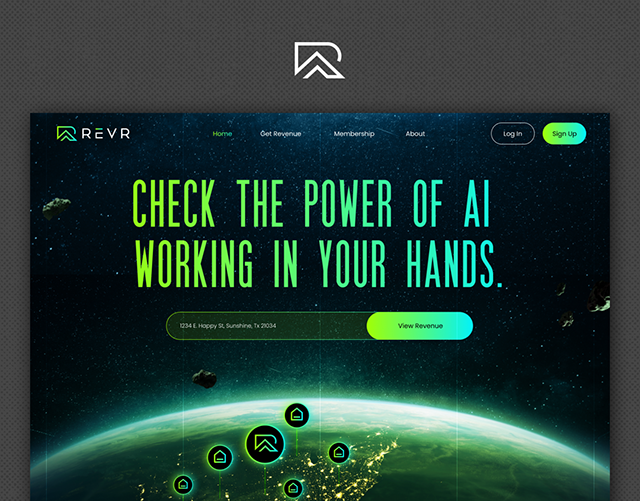 REVR
Home
Get Revenue
Membership
About
Log In
Sign Up
CHECK THE POWER OF AI
WORKING IN YOUR HANDS.
1234 E. Happy St, Sunshine, Tx 21034
View Revenue